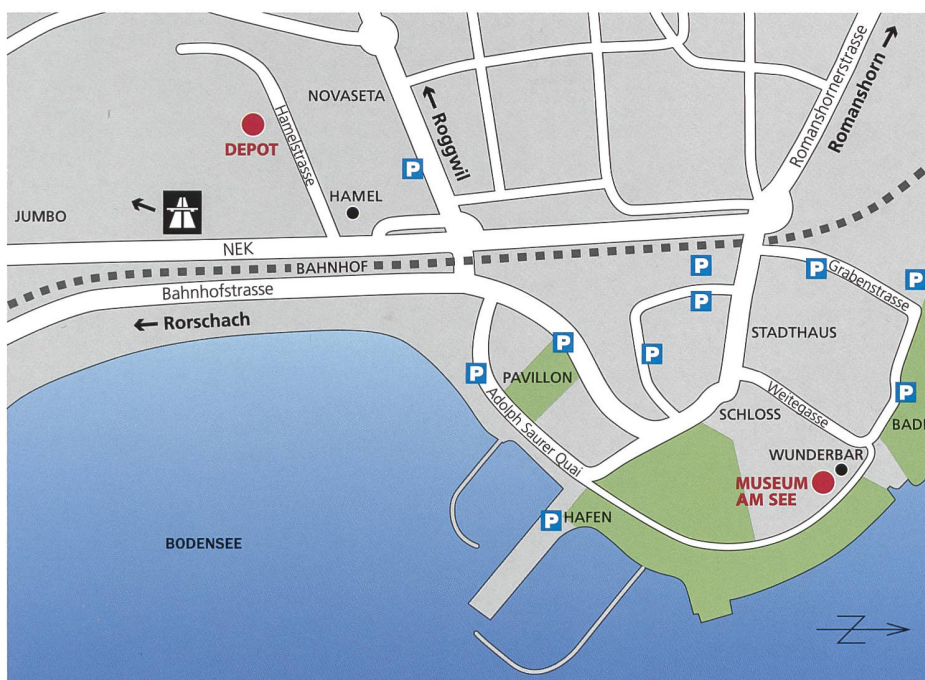 NOVASETA
Hamelstrasse
DEPOT
Roggwil
P
Romanshornerstrasse
Romanshorn
HAMEL
JUMBO
NEK
BAHNHOF
Bahnhofstrasse
Rorschach
P
P
Grabenstrasse
P
P
STADTHAUS
P
P
P
PAVILLON
Adolph Saurer Quai
SCHLOSS
Weitegasse
P
BADI
WUNDERBAR
MUSEUM
AM SEE
P
HAFEN
BODENSEE